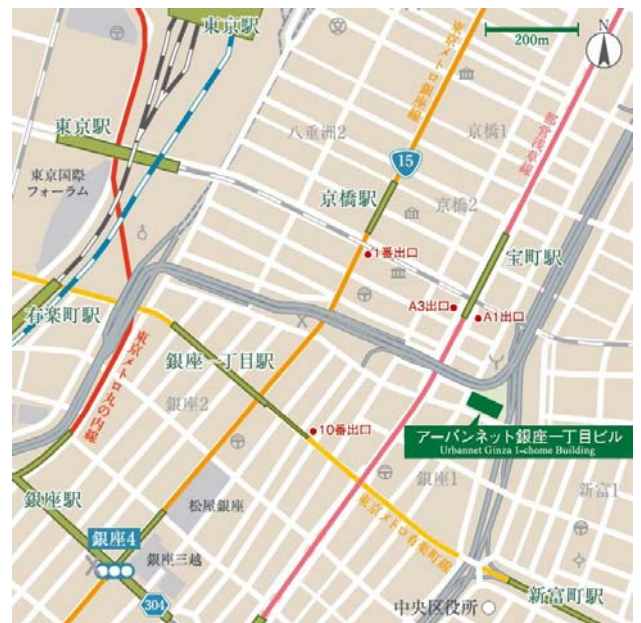 東京駅
N
200m
東京メトロ銀座線
都営浅草線
八重洲2
京橋1
東京駅
15
東京国際
フォーラム
京橋駅
京橋2
1番出口
宝町駅
A3出口
A1出口
有楽町駅
東京メトロ丸の内線
銀座一丁目駅
銀座2
10番出口
アーバンネット銀座一丁目ビル
Urbannet Ginza 1-chome Building
銀座1
新富1
銀座駅
松屋銀座
東京メトロ有楽町線
銀座4
銀座三越
304
新富町駅
中央区役所